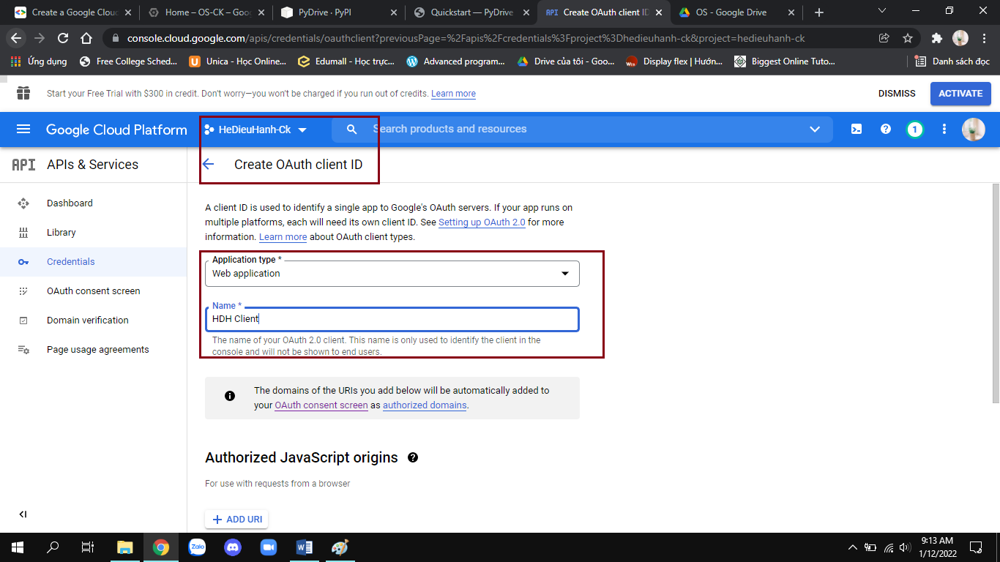 Create a Google Clouc
Home – OS-CK – Goo
PyDrive · PyPI
Quickstart — PyDrive
API Create OAuth client ID
OS - Google Drive
console.cloud.google.com/apis/credentials/oauthclient?previousPage=%2Fapis%2Fcredentials%3Fproject%3Dhedieuhanh-ck&project=hedieuhanh-ck
Ứng dụng
Free College Sched...
Unica - Học Online...
Edumall - Học trực...
Advanced program...
Drive của tôi - Goo...
Display flex | Hướn...
Biggest Online Tuto...
Danh sách đọc
Start your Free Trial with $300 in credit. Don't worry—you won't be charged if you run out of credits. Learn more
DISMISS
ACTIVATE
Google Cloud Platform
HeDieuHanh-Ck
Search products and resources
1
API APIs & Services
Create OAuth client ID
Dashboard
Library
Credentials
OAuth consent screen
Domain verification
Page usage agreements
A client ID is used to identify a single app to Google's OAuth servers. If your app runs on
multiple platforms, each will need its own client ID. See Setting up OAuth 2.0 for more
information. Learn more about OAuth client types.
Application type *
Web application
Name *
HDH Client
The name of your OAuth 2.0 client. This name is only used to identify the client in the
console and will not be shown to end users.
The domains of the URIs you add below will be automatically added to
your OAuth consent screen as authorized domains.
Authorized JavaScript origins
For use with requests from a browser
ADD URI
Zalo
9:13 AM
1/12/2022